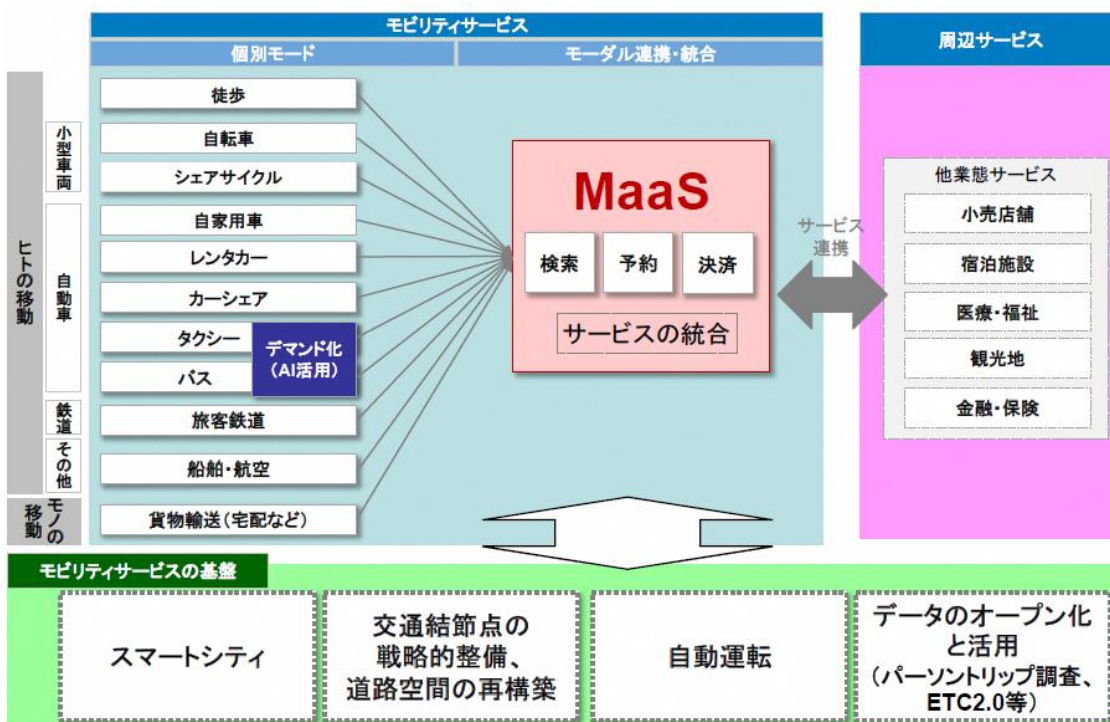 モビリティサービス
個別モード
モーダル連携・統合
周辺サービス
ヒトの移動
小型車両
自動車
鉄道
その他
モノの
移動
徒歩
自転車
シェアサイクル
自家用車
レンタカー
カーシェア
タクシー
バス
デマンド化
（AI活用）
旅客鉄道
船舶・航空
貨物輸送（宅配など）
MaaS
検索
予約
決済
サービスの統合
サービス
連携
他業態サービス
小売店舗
宿泊施設
医療・福祉
観光地
金融・保険
モビリティサービスの基盤
スマートシティ
交通結節点の
戦略的整備、
道路空間の再構築
自動運転
データのオープン化
と活用
（パーソントリップ調査、
ETC2.0等）